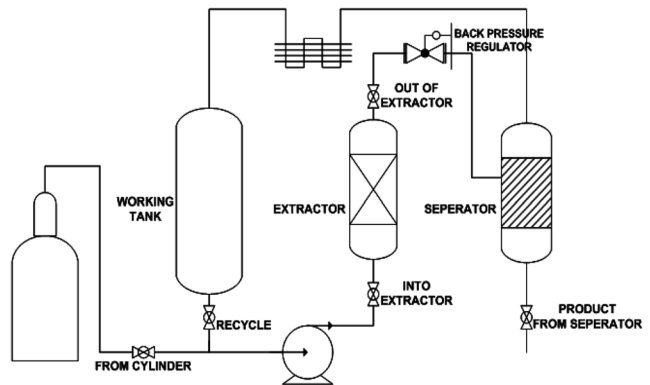 BACK PRESSURE
REGULATOR
OUT OF
EXTRACTOR
WORKING
TANK
EXTRACTOR
SEPERATOR
INTO
EXTRACTOR
RECYCLE
PRODUCT
FROM SEPERATOR
FROM CYLINDER